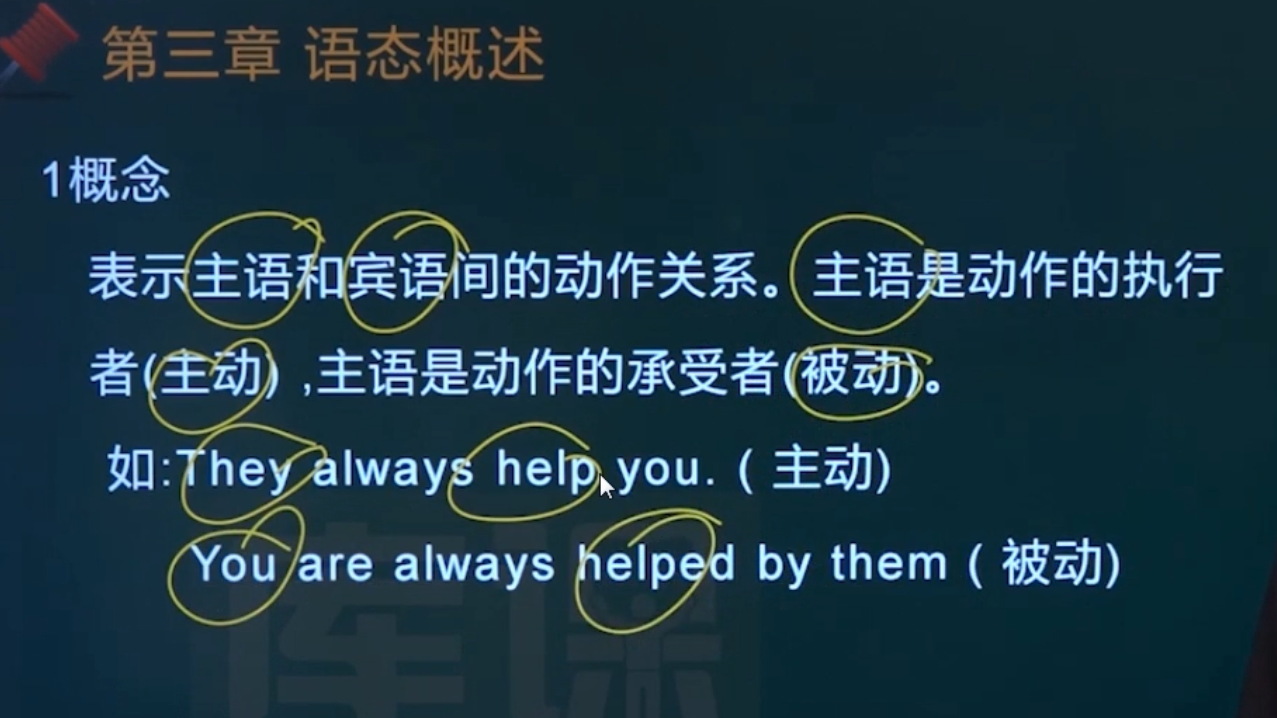 第三章 语态概述
1概念
表示主语和宾语间的动作关系。主语是动作的执行
者(主动) ,主语是动作的承受者(被动)。
如:They always help you. ( 主动)
You are always helped by them ( 被动)
库课